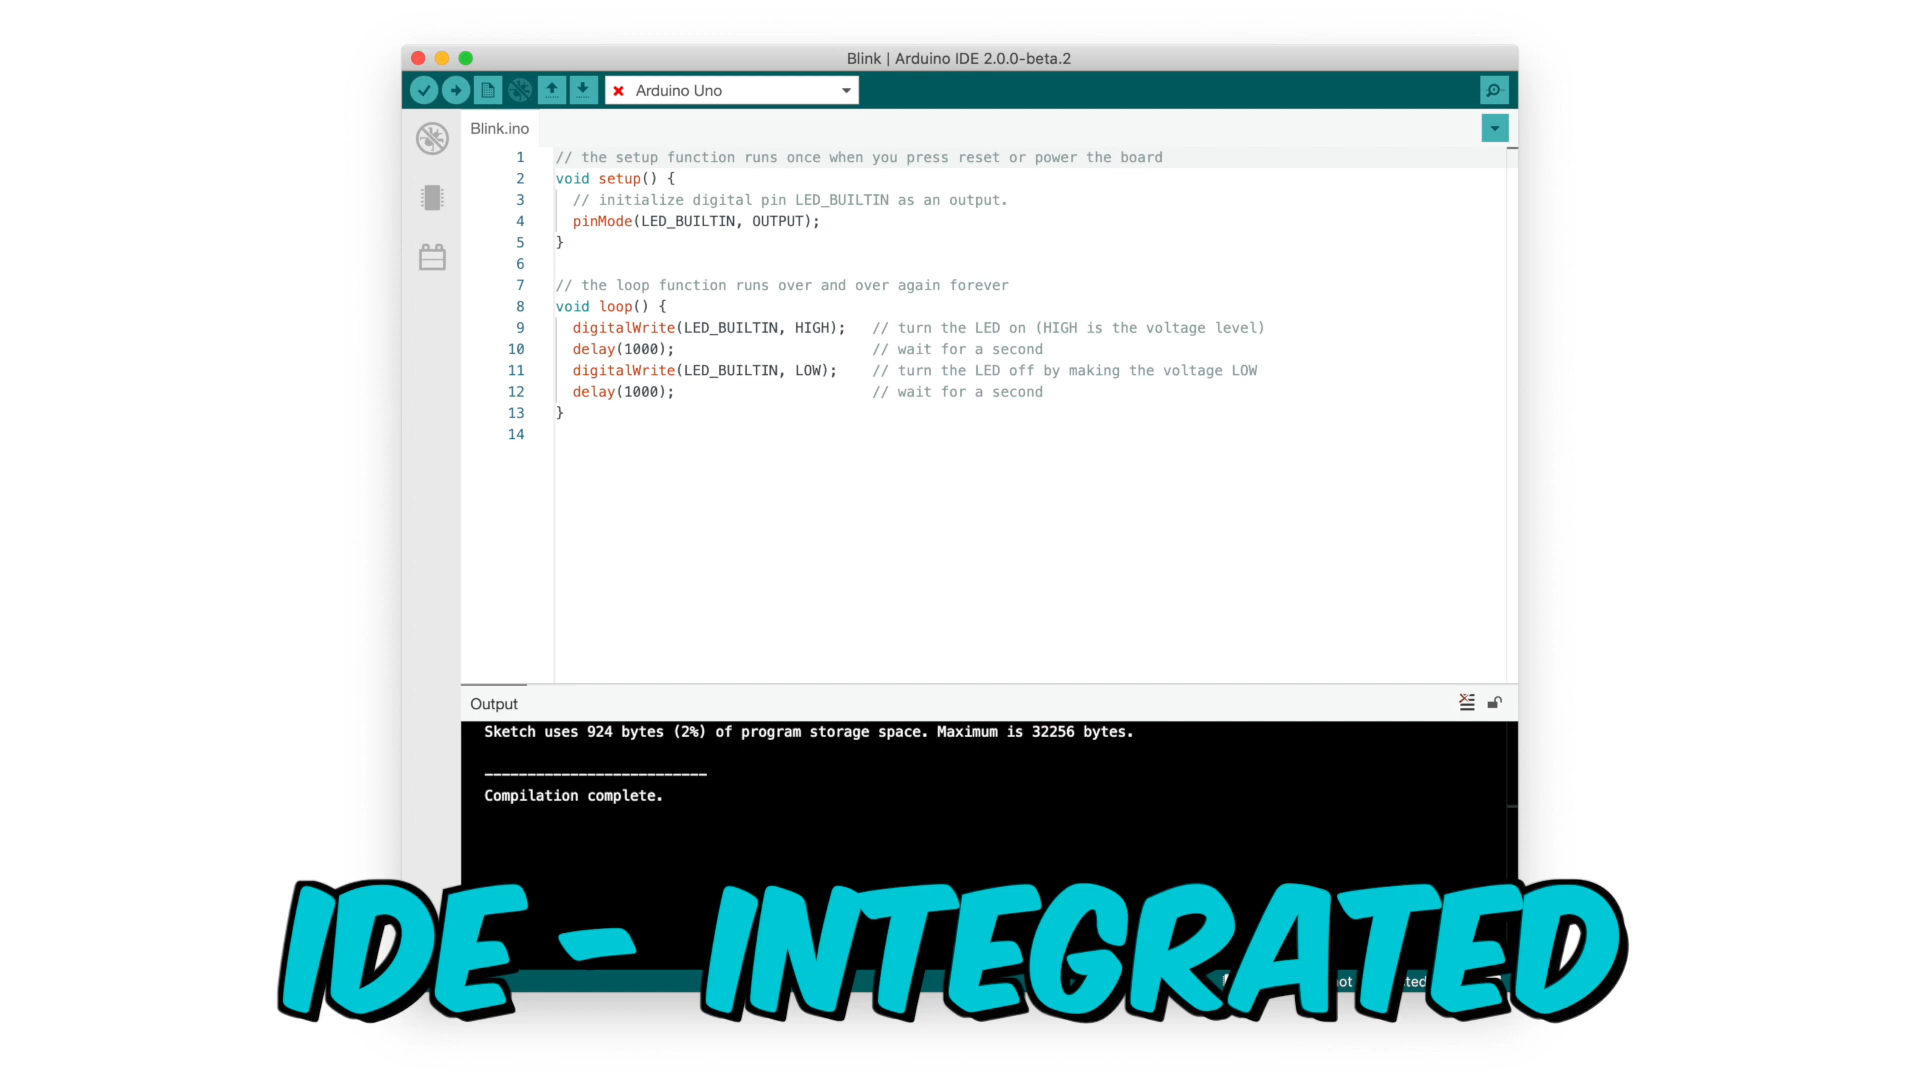 Blink | Arduino IDE 2.0.0-beta.2
Arduino Uno
Blink.ino
1 // the setup function runs once when you press reset or power the board
2 void setup() {
3 // initialize digital pin LED_BUILTIN as an output.
4 pinMode(LED_BUILTIN, OUTPUT);
5 }
6
7 // the loop function runs over and over again forever
8 void loop() {
9 digitalWrite(LED_BUILTIN, HIGH); // turn the LED on (HIGH is the voltage level)
10 delay(1000); // wait for a second
11 digitalWrite(LED_BUILTIN, LOW); // turn the LED off by making the voltage LOW
12 delay(1000); // wait for a second
13 }
14
Output
Sketch uses 924 bytes (2%) of program storage space. Maximum is 32256 bytes.
--------------------------
Compilation complete.
IDE - INTEGRATED